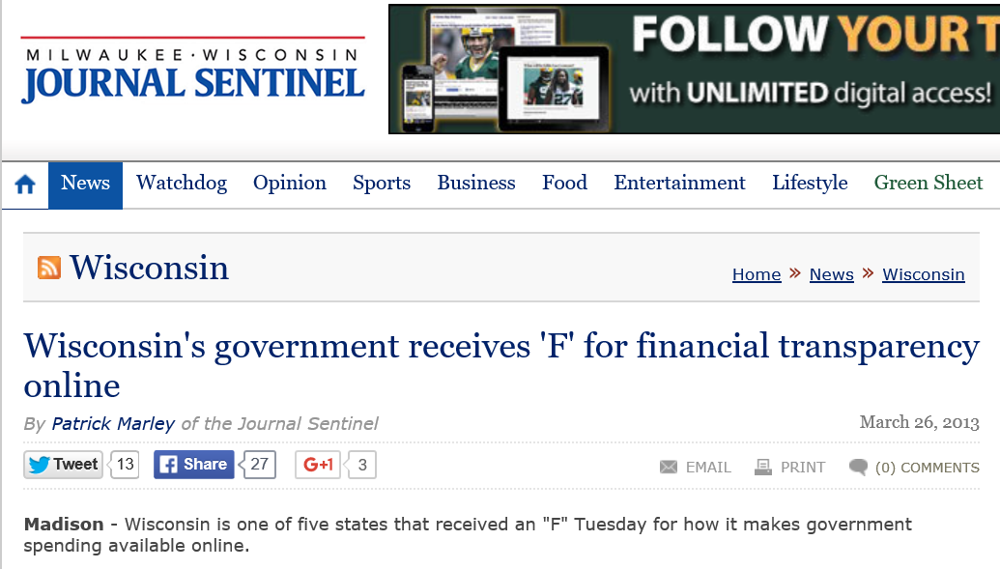 MILWAUKEE · WISCONSIN
JOURNAL SENTINEL
FOLLOW YOUR T
with UNLIMITED digital access!
News Watchdog Opinion Sports Business Food Entertainment Lifestyle Green Sheet
Wisconsin
Home » News » Wisconsin
Wisconsin's government receives 'F' for financial transparency
online
By Patrick Marley of the Journal Sentinel
March 26, 2013
Tweet 13 Share 27 G+1 3
EMAIL PRINT (0) COMMENTS
Madison - Wisconsin is one of five states that received an "F" Tuesday for how it makes government
spending available online.